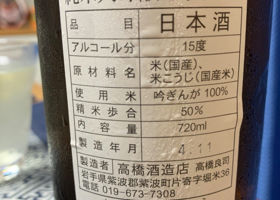 品目 日本酒
アルコール分 15度
原材料名 米(国産)、
米こうじ(国産米)
使用米 吟ぎんが100%
精米歩合 50%
内容量 720ml
製造年月 4.11
製造者 高橋酒造店 高橋良司
岩手県紫波郡紫波町片寄字堀米36
電話 019-673-7308